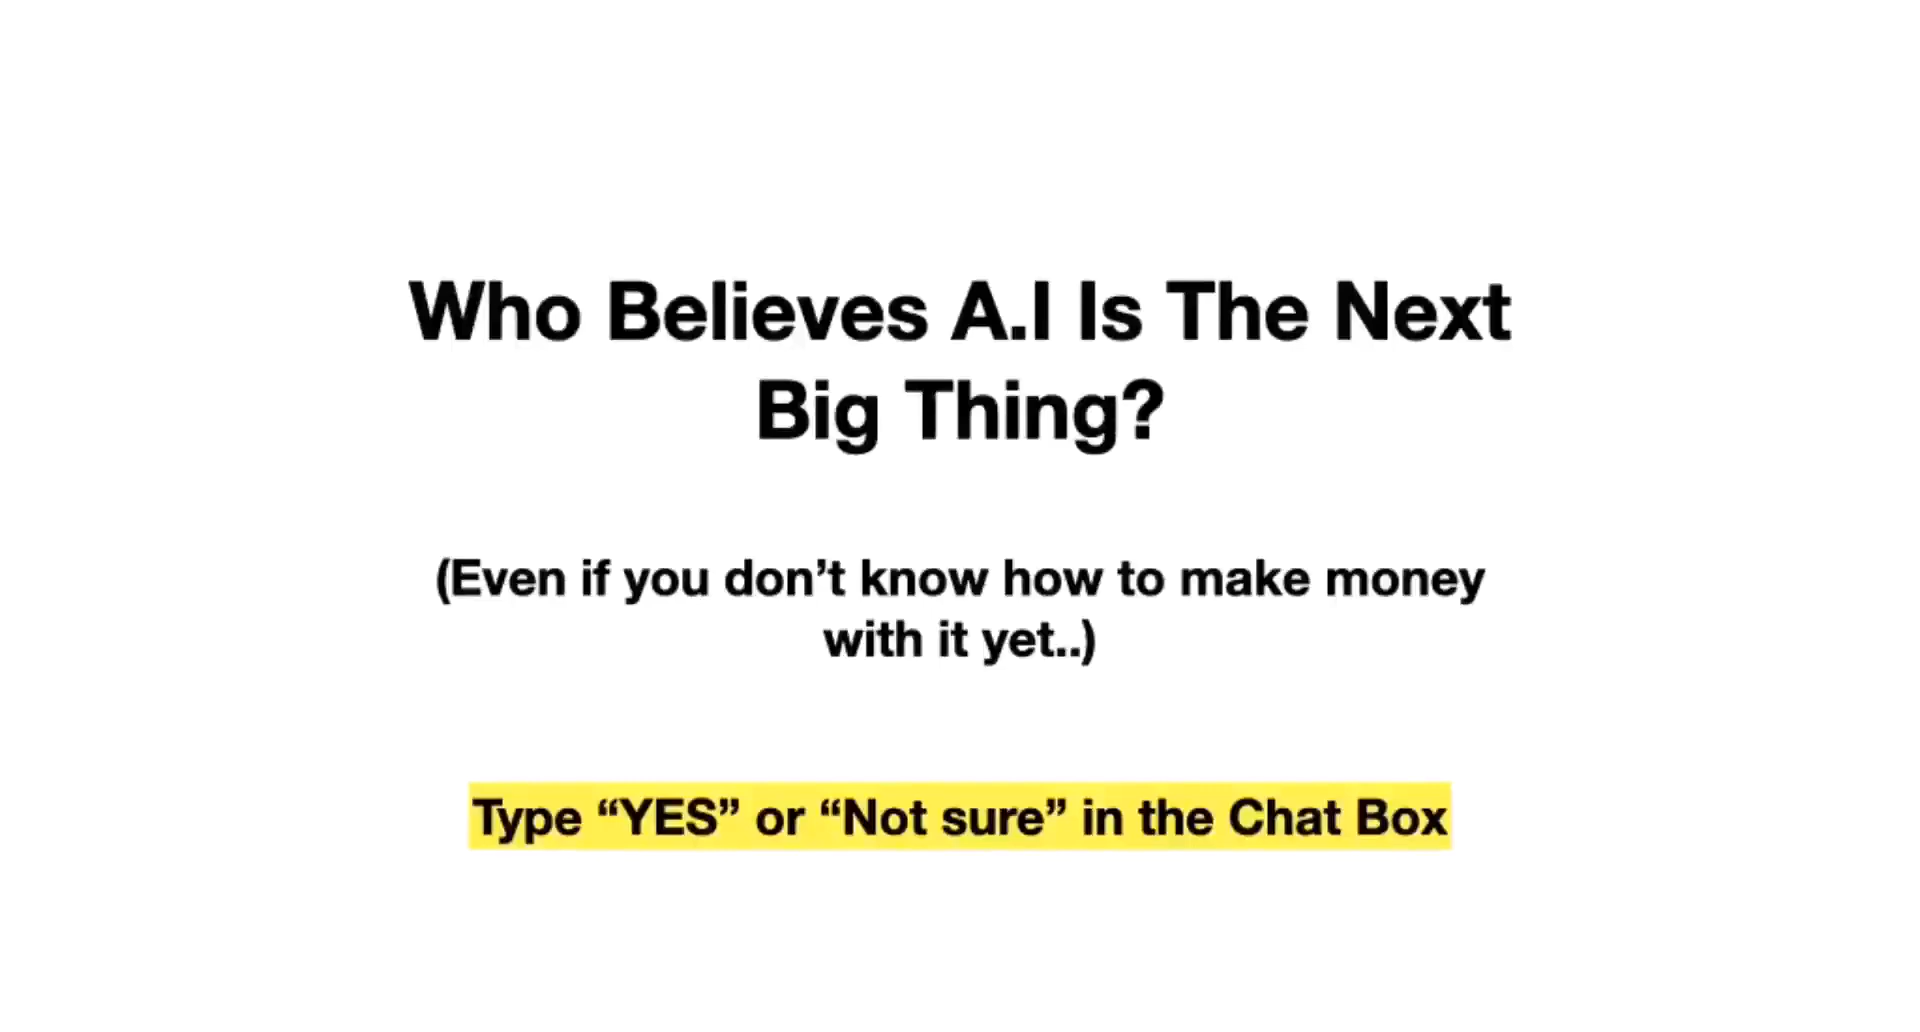 Who Believes A.I Is The Next
Big Thing?
(Even if you don’t know how to make money
with it yet..)
Type “YES” or “Not sure” in the Chat Box